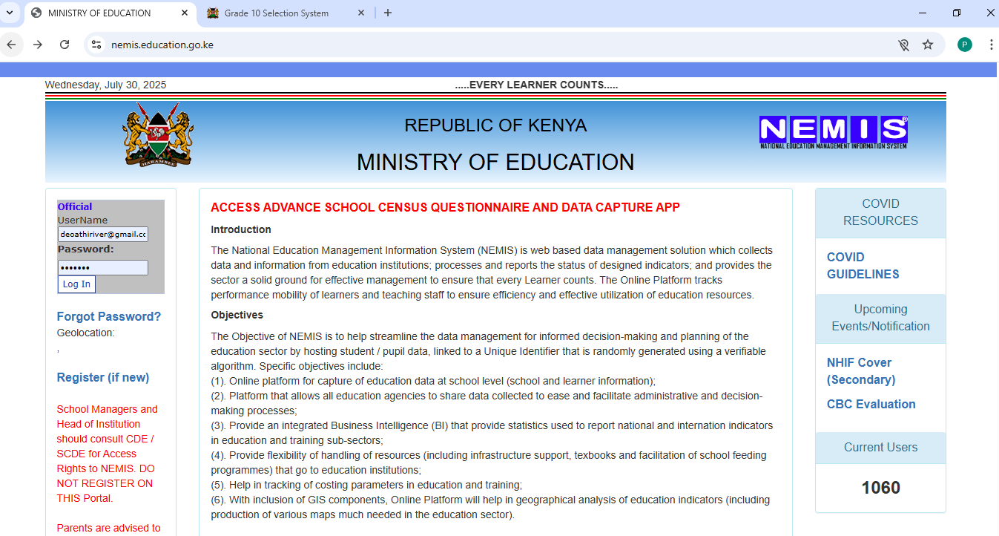 MINISTRY OF EDUCATION
Grade 10 Selection System
nemis.education.go.ke
P
Wednesday, July 30, 2025
.....EVERY LEARNER COUNTS.....
HARAMBEE
REPUBLIC OF KENYA
MINISTRY OF EDUCATION
NEMIS®
NATIONAL EDUCATION MANAGEMENT INFORMATION SYSTEM
Official
UserName
deoathiriver@gmail.cc
Password:
•••••••
Log In
Forgot Password?
Geolocation:
,
Register (if new)
School Managers and
Head of Institution
should consult CDE /
SCDE for Access
Rights to NEMIS. DO
NOT REGISTER ON
THIS Portal.
Parents are advised to
ACCESS ADVANCE SCHOOL CENSUS QUESTIONNAIRE AND DATA CAPTURE APP
Introduction
The National Education Management Information System (NEMIS) is web based data management solution which collects
data and information from education institutions; processes and reports the status of designed indicators; and provides the
sector a solid ground for effective management to ensure that every Learner counts. The Online Platform tracks
performance mobility of learners and teaching staff to ensure efficiency and effective utilization of education resources.
Objectives
The Objective of NEMIS is to help streamline the data management for informed decision-making and planning of the
education sector by hosting student / pupil data, linked to a Unique Identifier that is randomly generated using a verifiable
algorithm. Specific objectives include:
(1). Online platform for capture of education data at school level (school and learner information);
(2). Platform that allows all education agencies to share data collected to ease and facilitate administrative and decision-
making processes;
(3). Provide an integrated Business Intelligence (BI) that provide statistics used to report national and internation indicators
in education and training sub-sectors;
(4). Provide flexibility of handling of resources (including infrastructure support, texbooks and facilitation of school feeding
programmes) that go to education institutions;
(5). Help in tracking of costing parameters in education and training;
(6). With inclusion of GIS components, Online Platform will help in geographical analysis of education indicators (including
production of various maps much needed in the education sector).
COVID
RESOURCES
COVID
GUIDELINES
Upcoming
Events/Notification
NHIF Cover
(Secondary)
CBC Evaluation
Current Users
1060